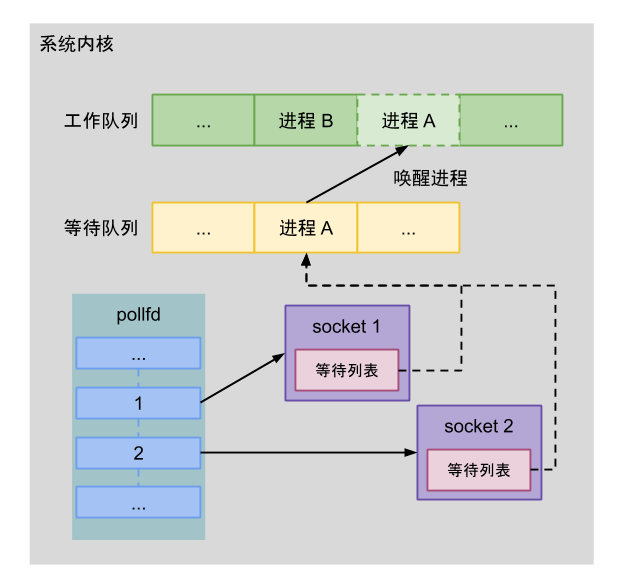 系统内核
工作队列
...
进程 B
进程 A
...
唤醒进程
等待队列
...
进程 A
...
pollfd
...
1
2
...
socket 1
等待列表
socket 2
等待列表